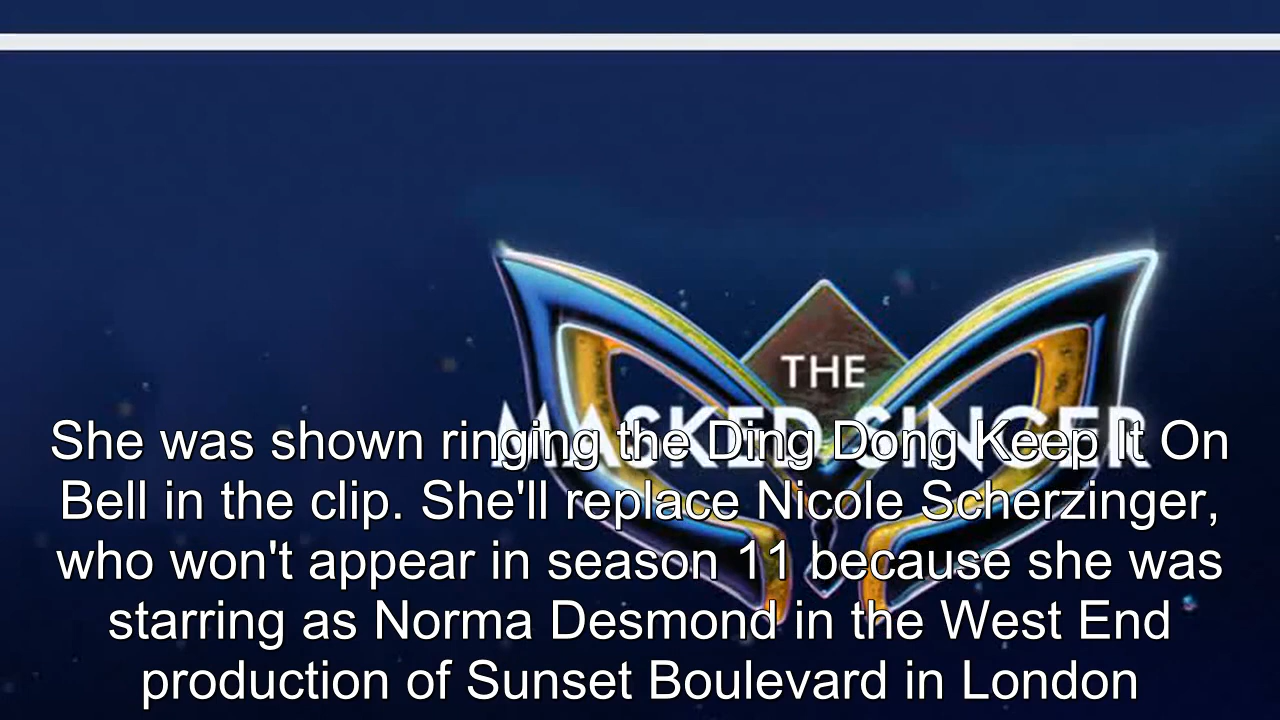 THE
MASKED SINGER
She was shown ringing the Ding Dong Keep It On
Bell in the clip. She'll replace Nicole Scherzinger,
who won't appear in season 11 because she was
starring as Norma Desmond in the West End
production of Sunset Boulevard in London